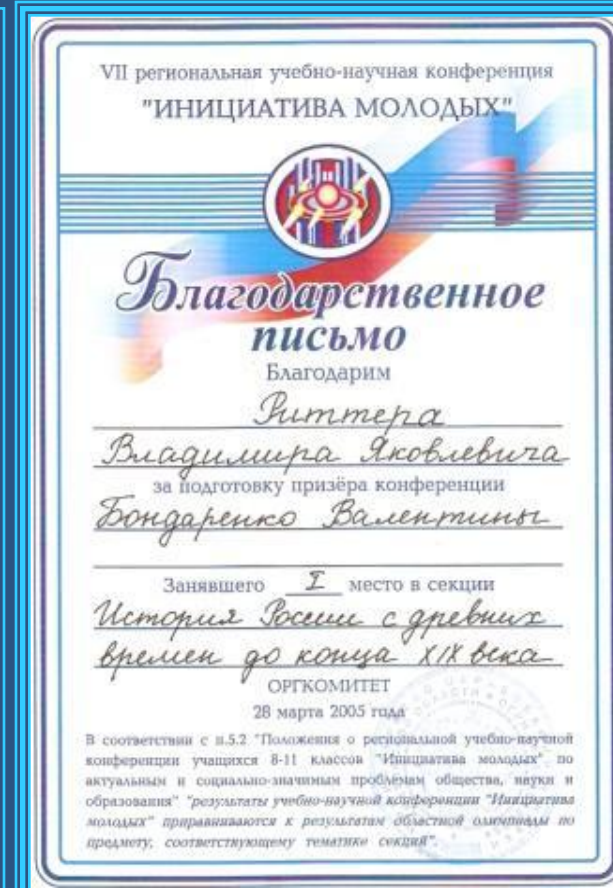 VII региональная учебно-научная конференция
"ИНИЦИАТИВА МОЛОДЫХ"
Благодарственное
письмо
Благодарим
Риттера
Владимира Яковлевича
за подготовку призёра конференции
Бондаренко Валентины
Занявшего I место в секции
История России с древних
времен до конца XIX века
ОРГКОМИТЕТ
28 марта 2005 года
В соответствии с п.5.2 "Положения о региональной учебно-научной
конференции учащихся 8-11 классов "Инициатива молодых" по
актуальным и социально-значимым проблемам общества, науки и
образования" "результаты учебно-научной конференции "Инициатива
молодых" приравниваются к результатам областной олимпиады по
предмету, соответствующему тематике секций".